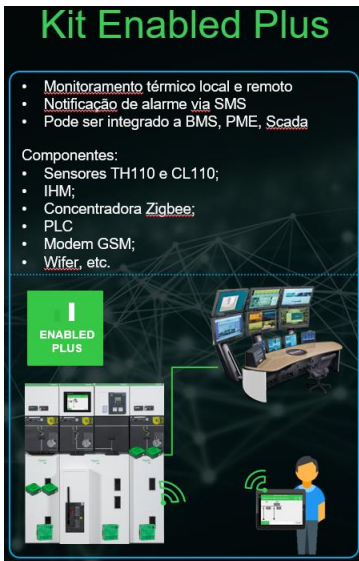 Kit Enabled Plus
• Monitoramento térmico local e remoto
• Notificação de alarme via SMS
• Pode ser integrado a BMS, PME, Scada
Componentes:
• Sensores TH110 e CL110;
• IHM;
• Concentradora Zigbee;
• PLC
• Modem GSM;
• Wifer, etc.
ENABLED
PLUS